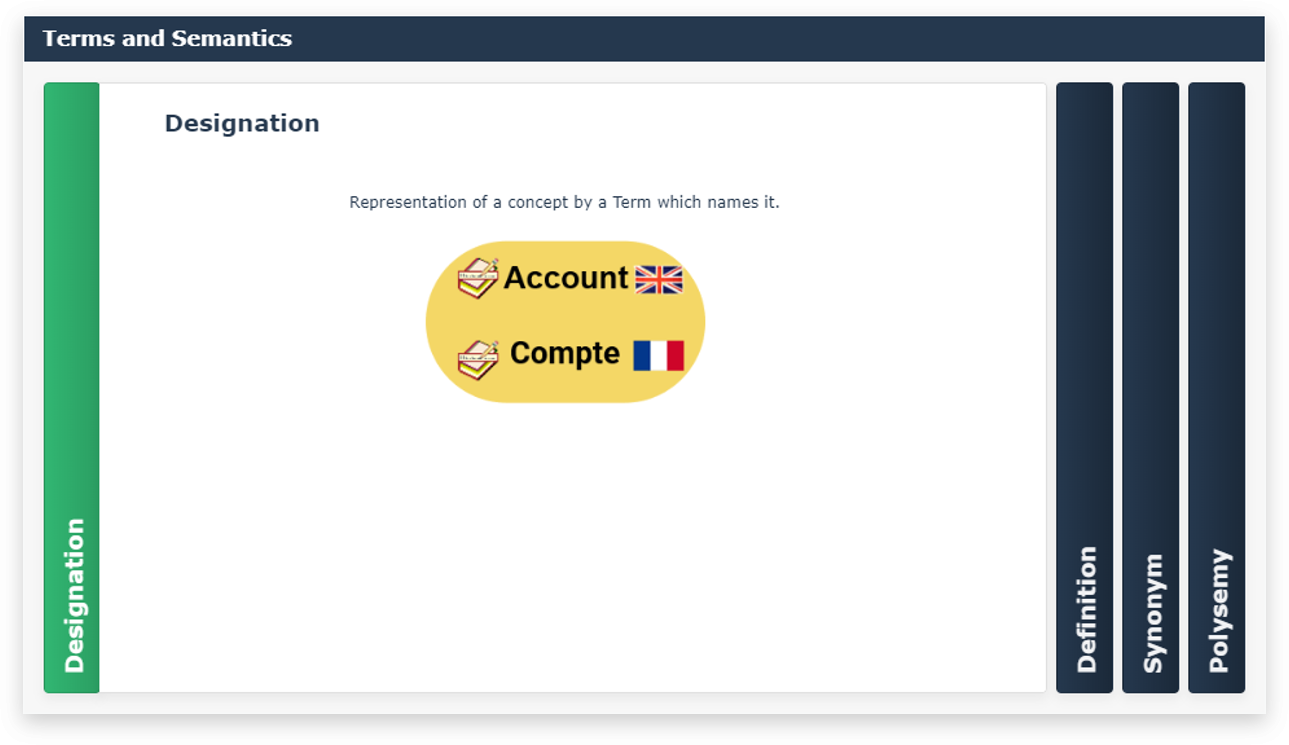 Terms and Semantics
Designation
Designation
Representation of a concept by a Term which names it.
Account
Compte
Definition
Synonym
Polysemy